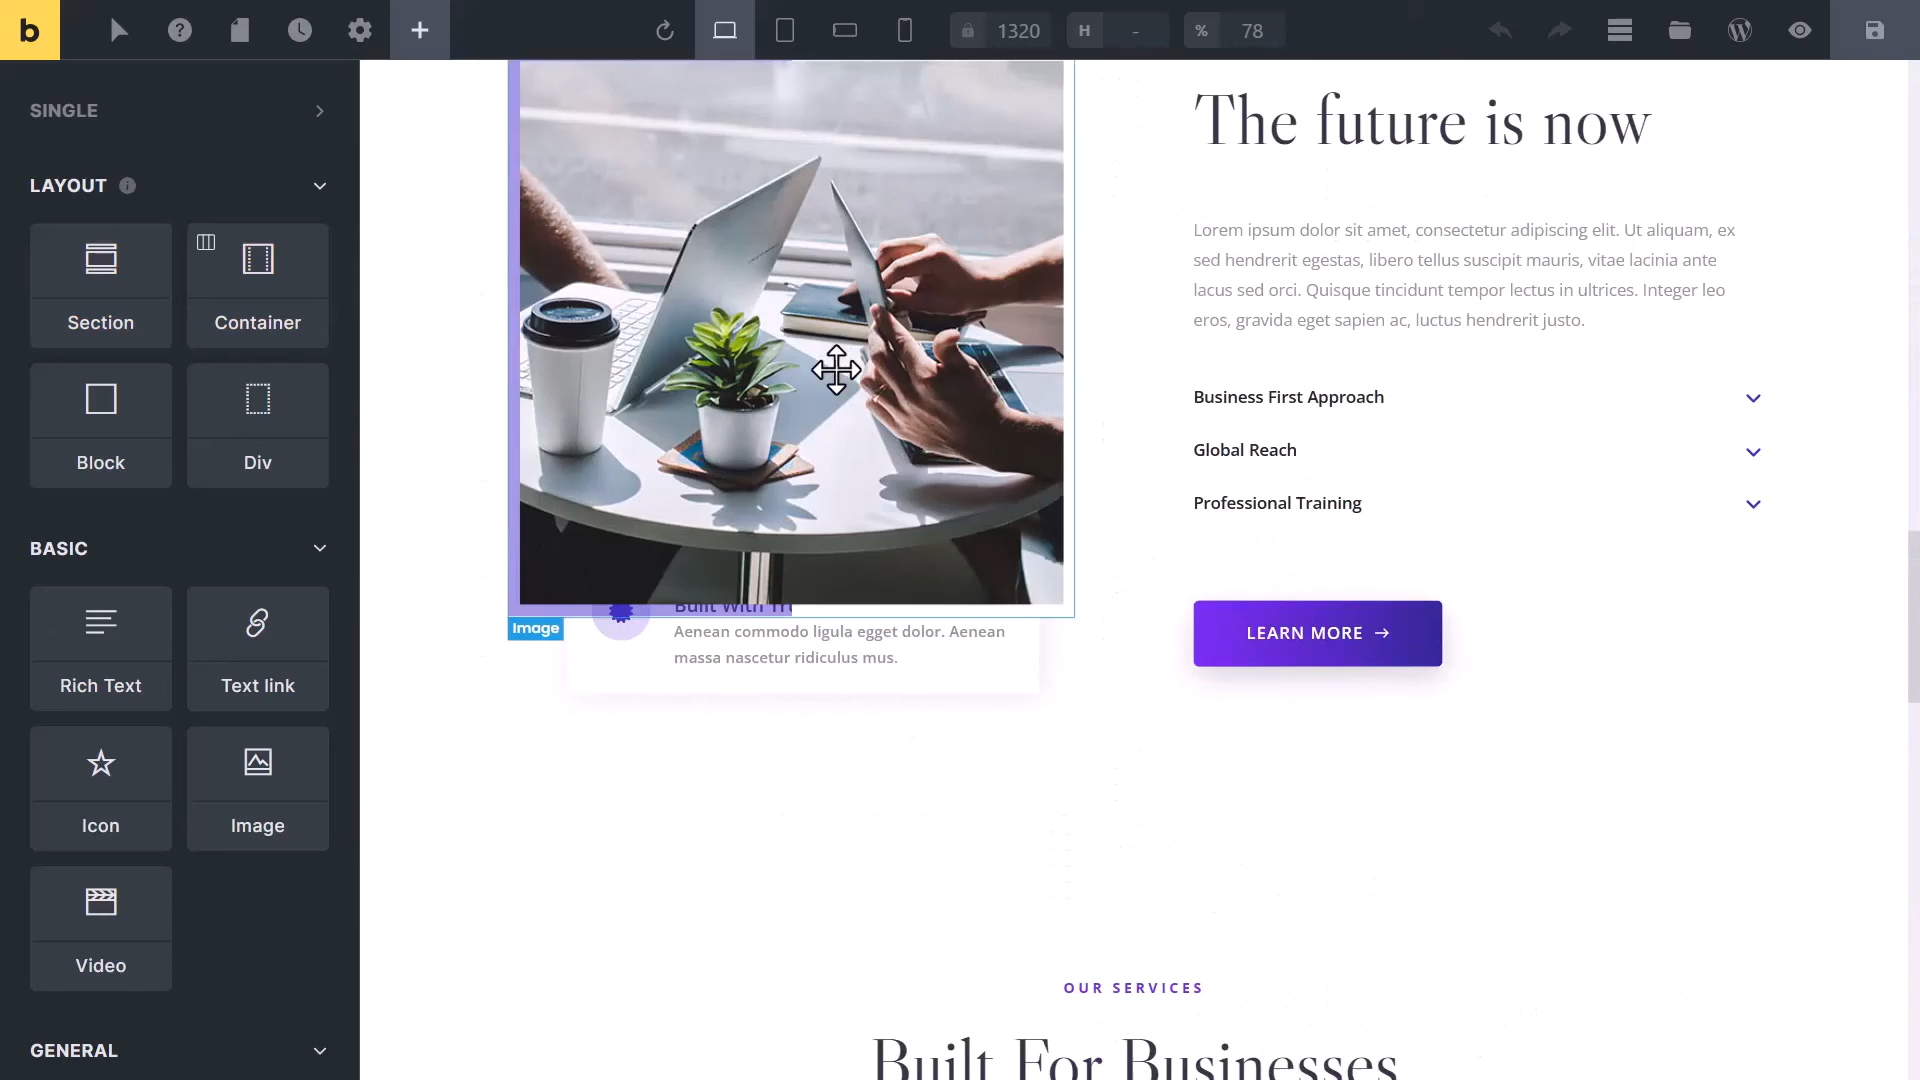 b
?
1320
H
-
%
78
SINGLE
LAYOUT
Section
Container
Block
Div
BASIC
Rich Text
Text link
Icon
Image
Video
GENERAL
Built With Tr
Image
Aenean commodo ligula egget dolor. Aenean
massa nascetur ridiculus mus.
The future is now
Lorem ipsum dolor sit amet, consectetur adipiscing elit. Ut aliquam, ex
sed hendrerit egestas, libero tellus suscipit mauris, vitae lacinia ante
lacus sed orci. Quisque tincidunt tempor lectus in ultrices. Integer leo
eros, gravida eget sapien ac, luctus hendrerit justo.
Business First Approach
Global Reach
Professional Training
LEARN MORE →
OUR SERVICES
Built For Businesses